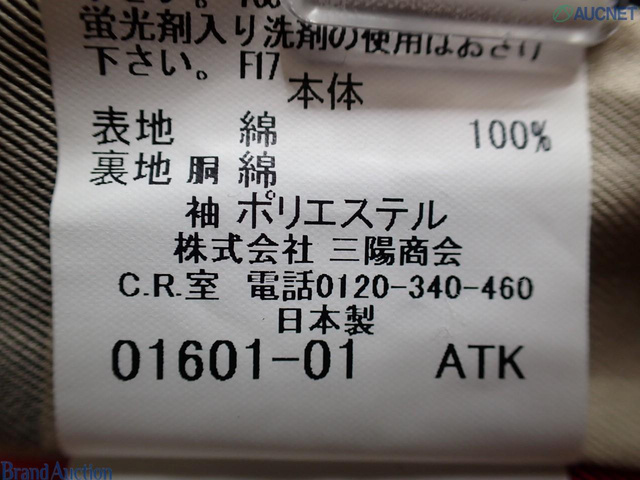 AUCNET
蛍光剤入り洗剤の使用はおさけ
下さい。 F17
本体
表地 綿 100%
裏地 胴 綿
袖 ポリエステル
株式会社 三陽商会
C.R.室 電話0120-340-460
日本製
01601-01 ATK
Brand Auction